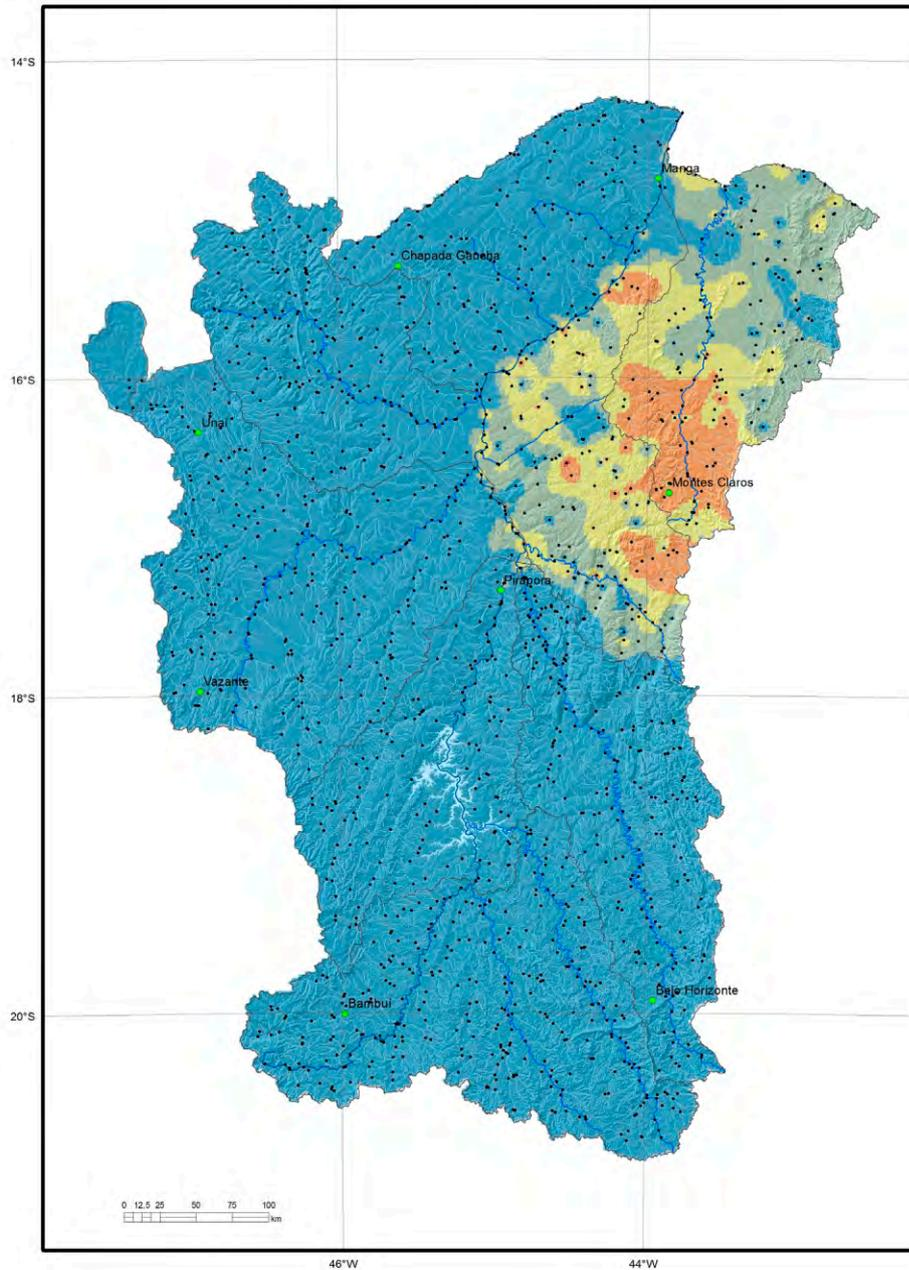 14°S
Manga
Chapada Gaúcha
16°S
Unaí
Montes Claros
Pirapora
Vazante
18°S
Belo Horizonte
Bambuí
20°S
0 12,5 25 50 75 100
km
46°W 44°W